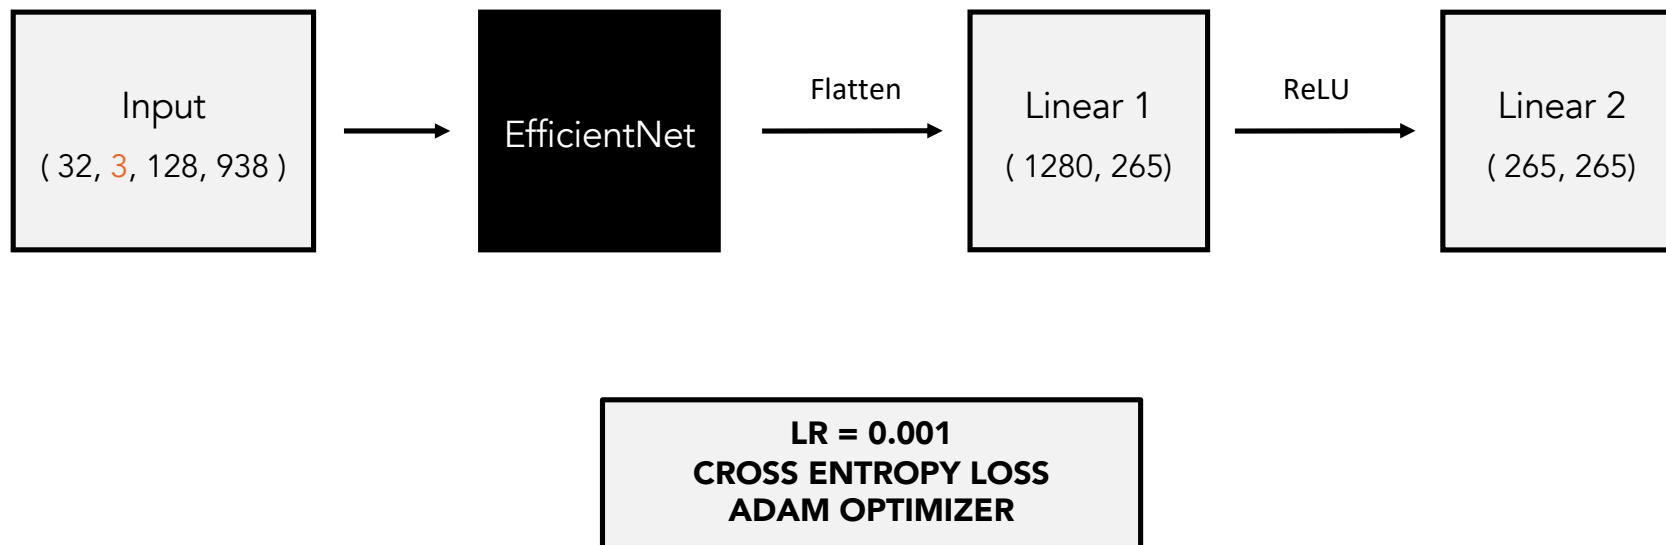 Input
( 32, 3, 128, 938 )
EfficientNet
Flatten
Linear 1
( 1280, 265)
ReLU
Linear 2
( 265, 265)
LR = 0.001
CROSS ENTROPY LOSS
ADAM OPTIMIZER